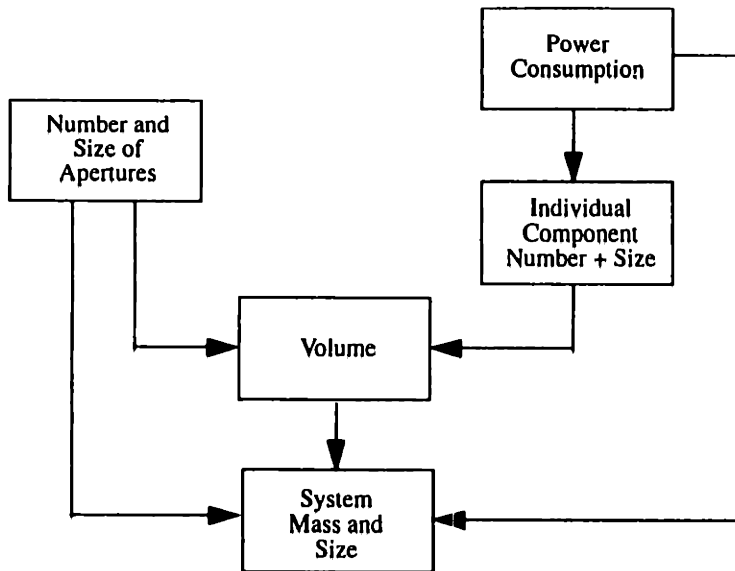 Power
Consumption
Number and
Size of
Apertures
Individual
Component
Number + Size
Volume
System
Mass and
Size